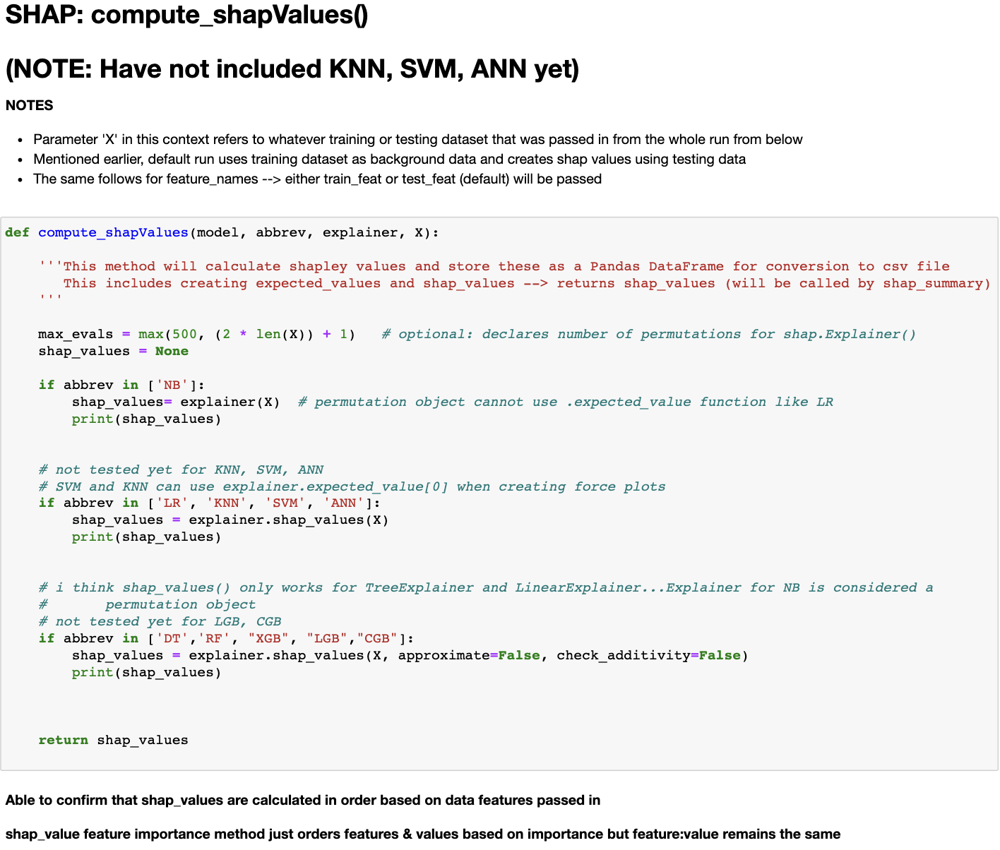 SHAP: compute_shapValues()
(NOTE: Have not included KNN, SVM, ANN yet)
NOTES
• Parameter 'X' in this context refers to whatever training or testing dataset that was passed in from the whole run from below
• Mentioned earlier, default run uses training dataset as background data and creates shap values using testing data
• The same follows for feature_names --> either train_feat or test_feat (default) will be passed
def compute_shapValues(model, abbrev, explainer, X):
    '''This method will calculate shapley values and store these as a Pandas DataFrame for conversion to csv file
       This includes creating expected_values and shap_values --> returns shap_values (will be called by shap_summary)
    '''
    max_evals = max(500, (2 * len(X)) + 1)   # optional: declares number of permutations for shap.Explainer()
    shap_values = None
    if abbrev in ['NB']:
        shap_values= explainer(X)  # permutation object cannot use .expected_value function like LR
        print(shap_values)
    # not tested yet for KNN, SVM, ANN
    # SVM and KNN can use explainer.expected_value[0] when creating force plots
    if abbrev in ['LR', 'KNN', 'SVM', 'ANN']:
        shap_values = explainer.shap_values(X)
        print(shap_values)
    # i think shap_values() only works for TreeExplainer and LinearExplainer...Explainer for NB is considered a
    #       permutation object
    # not tested yet for LGB, CGB
    if abbrev in ['DT','RF', "XGB", "LGB","CGB"]:
        shap_values = explainer.shap_values(X, approximate=False, check_additivity=False)
        print(shap_values)
    return shap_values
Able to confirm that shap_values are calculated in order based on data features passed in
shap_value feature importance method just orders features & values based on importance but feature:value remains the same